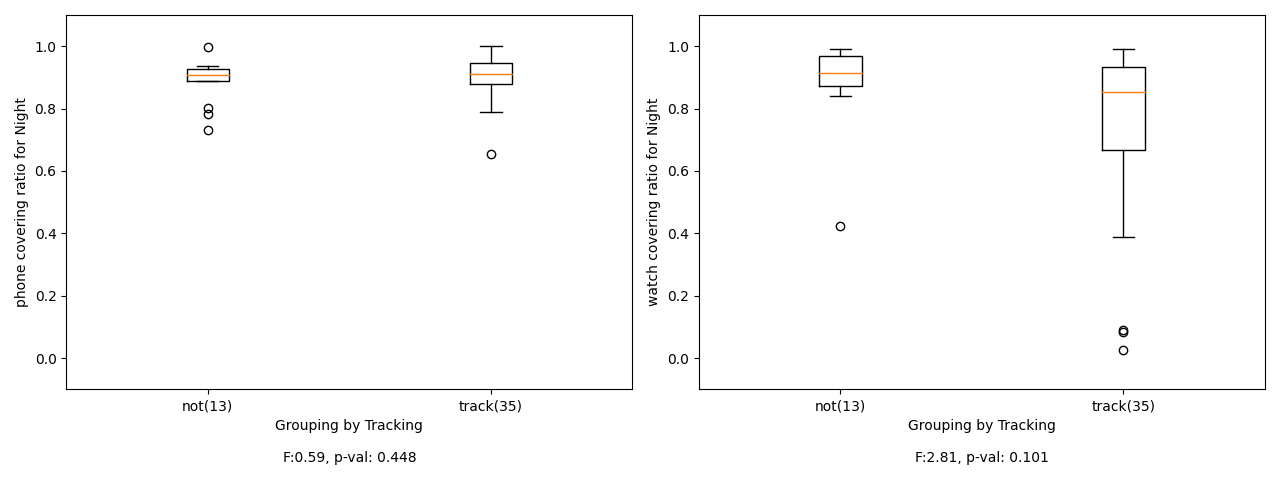 phone covering ratio for Night
1.0
0.8
0.6
0.4
0.2
0.0
not(13)
track(35)
Grouping by Tracking
F:0.59, p-val: 0.448
watch covering ratio for Night
1.0
0.8
0.6
0.4
0.2
0.0
not(13)
track(35)
Grouping by Tracking
F:2.81, p-val: 0.101